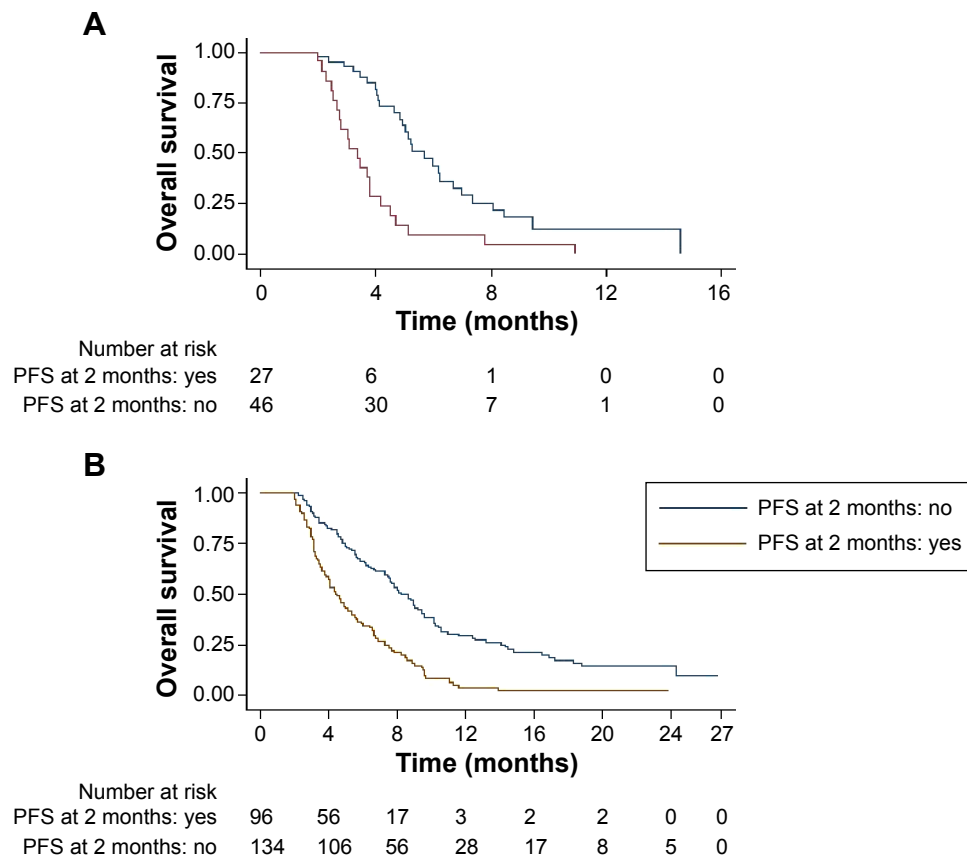 A
1.00
0.75
0.50
0.25
0.00
Overall survival
0 4 8 12 16
Time (months)
Number at risk
PFS at 2 months: yes 27 6 1 0 0
PFS at 2 months: no 46 30 7 1 0
B
1.00
0.75
0.50
0.25
0.00
Overall survival
PFS at 2 months: no
PFS at 2 months: yes
0 4 8 12 16 20 24 27
Time (months)
Number at risk
PFS at 2 months: yes 96 56 17 3 2 2 0 0
PFS at 2 months: no 134 106 56 28 17 8 5 0